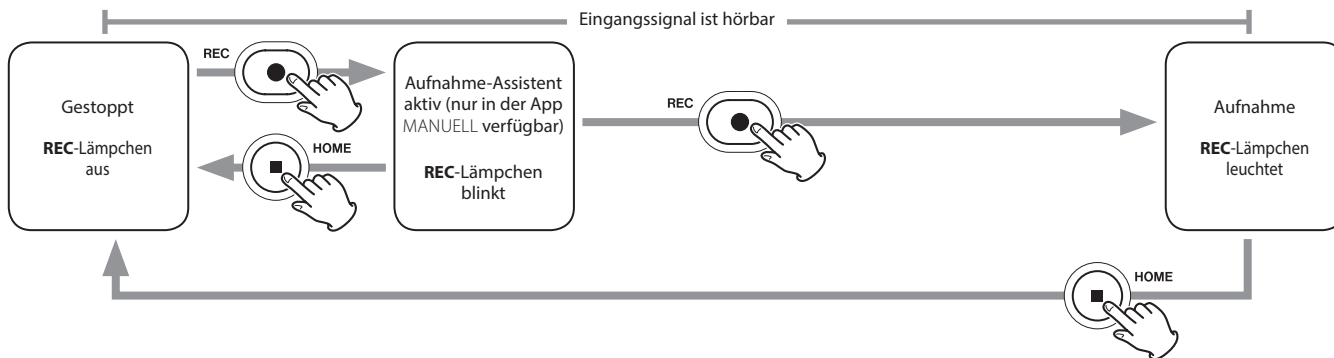 Eingangssignal ist hörbar
Gestoppt
REC-Lämpchen
aus
REC
HOME
Aufnahme-Assistent
aktiv (nur in der App
MANUELL verfügbar)
REC-Lämpchen
blinkt
REC
Aufnahme
REC-Lämpchen
leuchtet
HOME